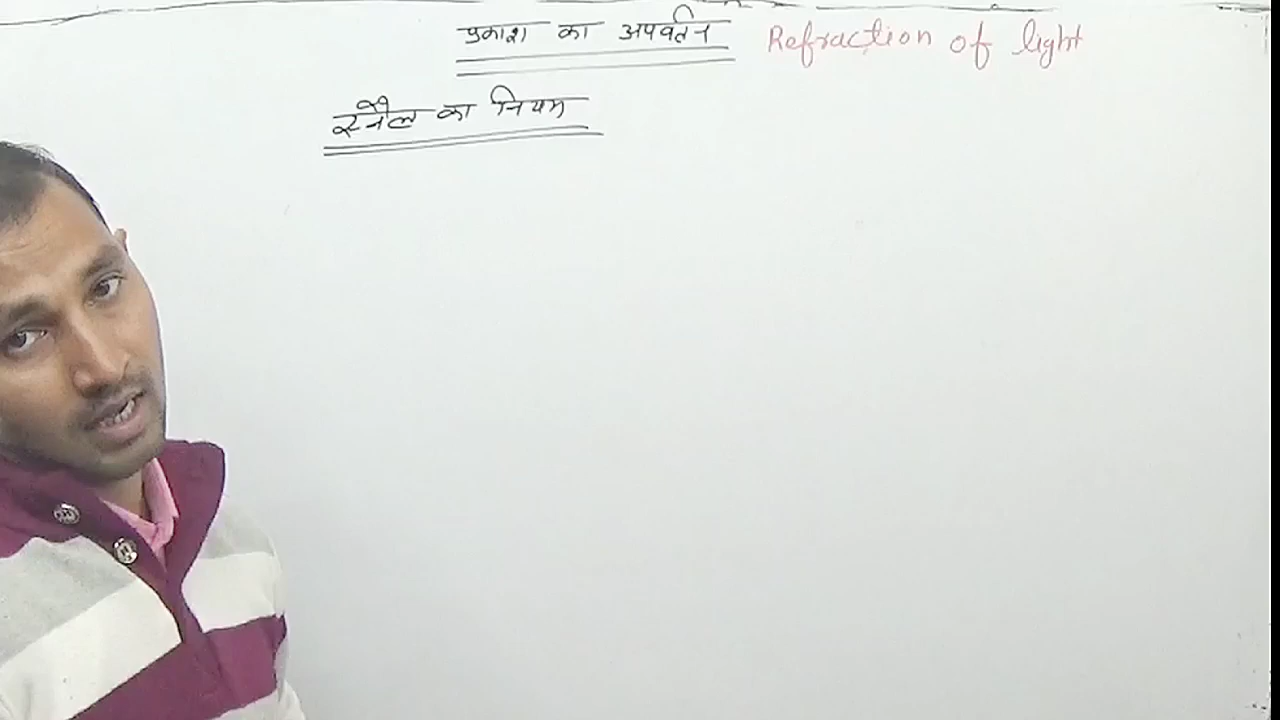 प्रकाश का अपवर्तन Refraction of light
स्नैल का नियम